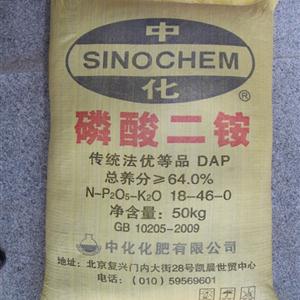 中
SINOCHEM
化
®
磷酸二铵
传统法优等品 DAP
总养分≥64.0%
N-P₂O₅-K₂O 18-46-0
净含量：50kg
GB 10205-2009
中化化肥有限公司
地址：北京复兴门内大街28号凯晨世贸中心
电话：（010）59569601